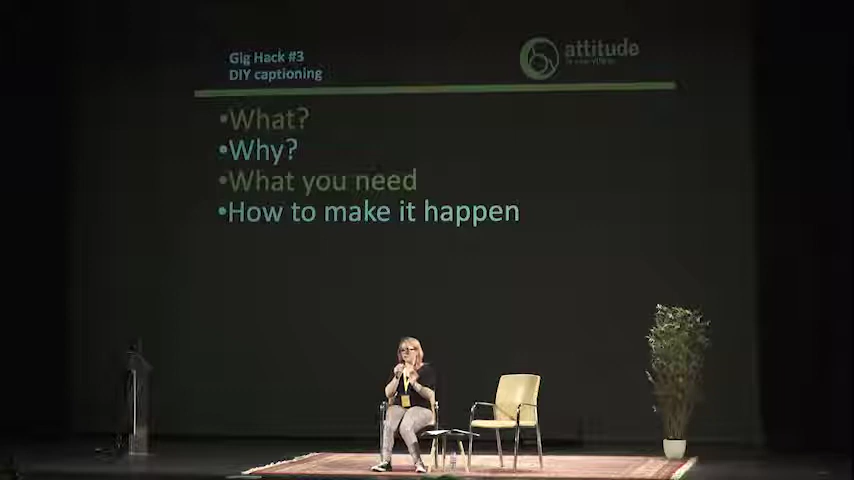 Gig Hack #3
DIY captioning
attitude
•What?
•Why?
•What you need
•How to make it happen